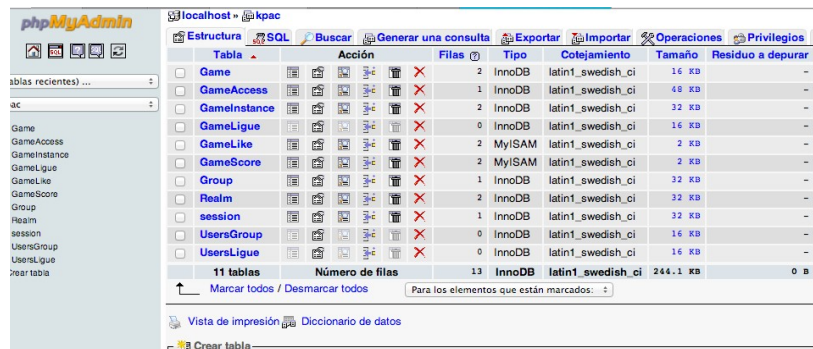 phpMyAdmin
SQL
ablas recientes) ...
pac
Game
GameAccess
GameInstance
GameLigue
GameLike
GameScore
Group
Realm
session
UsersGroup
UsersLigue
Crear tabla
localhost » kpac
Estructura SQL Buscar Generar una consulta Exportar Importar Operaciones Privilegios
Tabla Acción Filas Tipo Cotejamiento Tamaño Residuo a depurar
Game 2 InnoDB latin1_swedish_ci 16 KB -
GameAccess 1 InnoDB latin1_swedish_ci 48 KB -
GameInstance 2 InnoDB latin1_swedish_ci 32 KB -
GameLigue 0 InnoDB latin1_swedish_ci 16 KB -
GameLike 2 MyISAM latin1_swedish_ci 2 KB -
GameScore 2 MyISAM latin1_swedish_ci 2 KB -
Group 1 InnoDB latin1_swedish_ci 32 KB -
Realm 2 InnoDB latin1_swedish_ci 32 KB -
session 1 InnoDB latin1_swedish_ci 32 KB -
UsersGroup 0 InnoDB latin1_swedish_ci 16 KB -
UsersLigue 0 InnoDB latin1_swedish_ci 16 KB -
11 tablas Número de filas 13 InnoDB latin1_swedish_ci 244.1 KB 0 B
Marcar todos / Desmarcar todos Para los elementos que están marcados:
Vista de impresión Diccionario de datos
Crear tabla